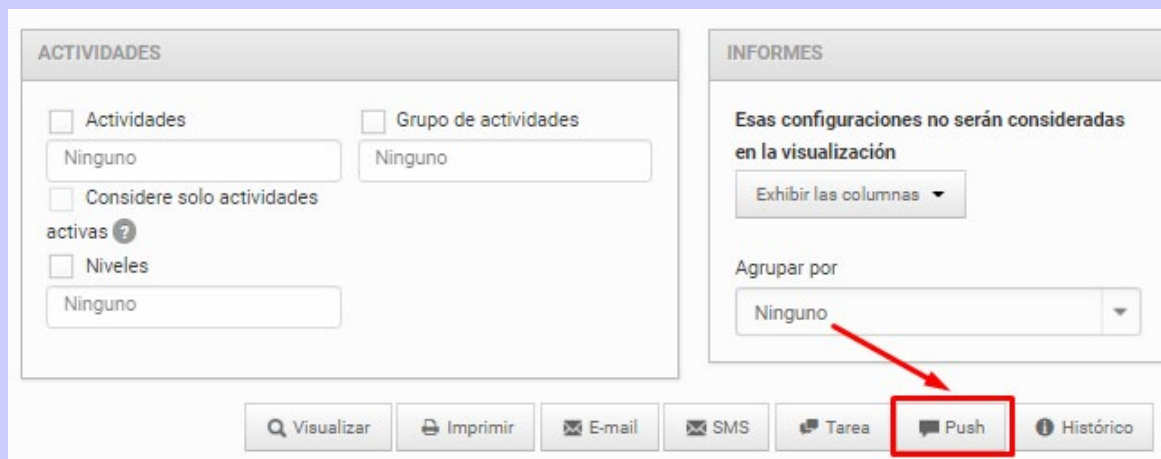 ACTIVIDADES
Actividades
Grupo de actividades
Ninguno
Ninguno
Considere solo actividades
activas ?
Niveles
Ninguno
INFORMES
Esas configuraciones no serán consideradas
en la visualización
Exhibir las columnas
Agrupar por
Ninguno
Visualizar
Imprimir
E-mail
SMS
Tarea
Push
Histórico